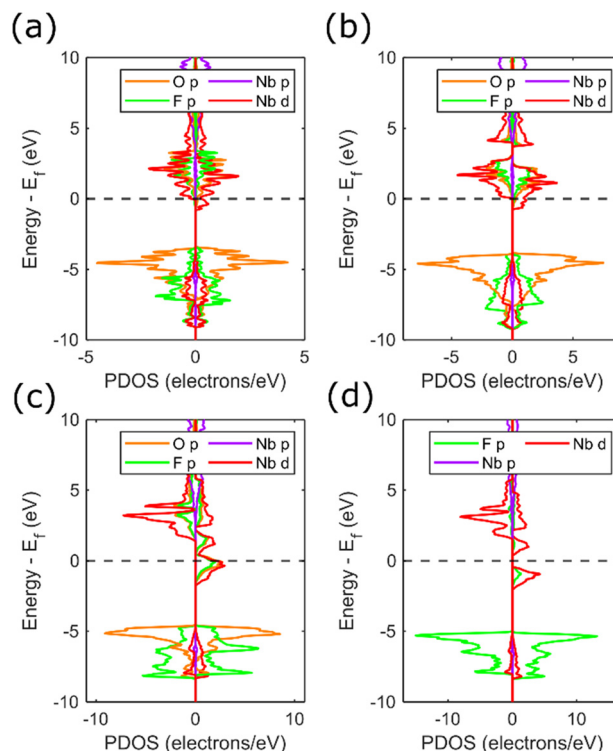 (a)
10
5
0
-5
-10
Energy - E_f (eV)
O p Nb p
F p Nb d
-5 0 5
PDOS (electrons/eV)
(b)
10
5
0
-5
-10
Energy - E_f (eV)
O p Nb p
F p Nb d
-5 0 5
PDOS (electrons/eV)
(c)
10
5
0
-5
-10
Energy - E_f (eV)
O p Nb p
F p Nb d
-10 0 10
PDOS (electrons/eV)
(d)
10
5
0
-5
-10
Energy - E_f (eV)
F p Nb d
Nb p
-10 0 10
PDOS (electrons/eV)